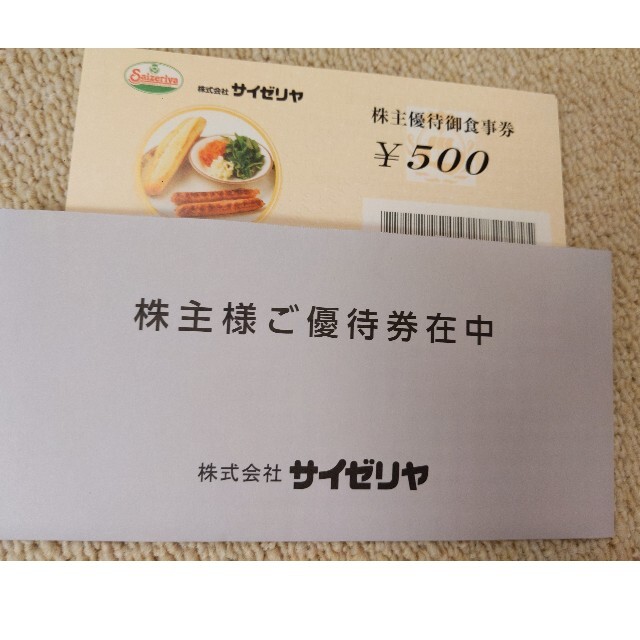 Saizeriya
株式会社 サイゼリヤ
株主優待御食事券
¥500
株主様ご優待券在中
株式会社 サイゼリヤ